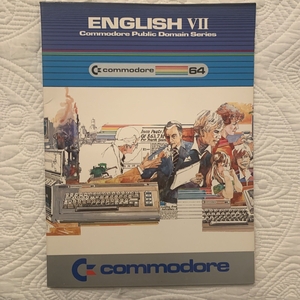 ENGLISH VII
Commodore Public Domain Series
commodore 64
commodore